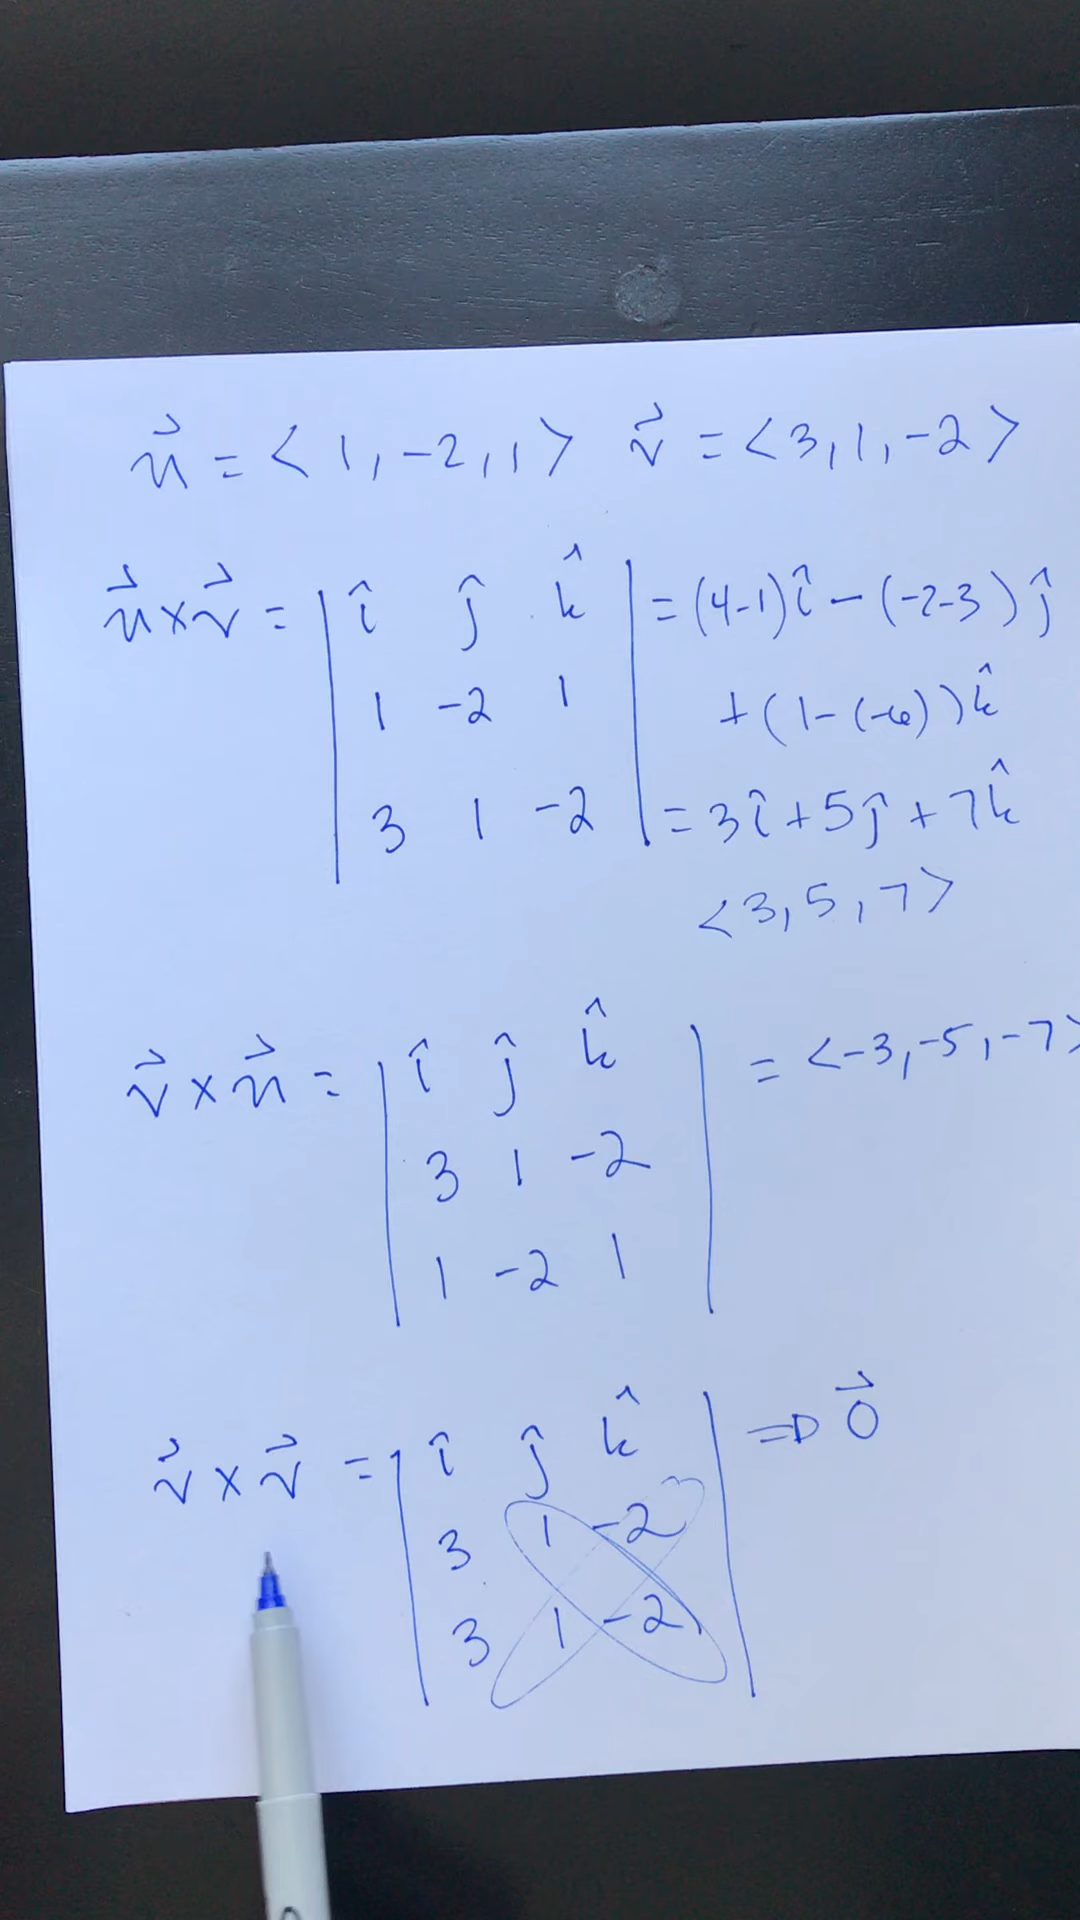 u⃗ = <1, -2, 1> v⃗ = <3, 1, -2>
u⃗ x v⃗ = | î ĵ k̂ | = (4-1)î - (-2-3)ĵ
1 -2 1 + (1-(-6))k̂
3 1 -2 = 3î + 5ĵ + 7k̂
<3, 5, 7>
v⃗ x u⃗ = | î ĵ k̂ | = <-3, -5, -7>
3 1 -2
1 -2 1
v⃗ x v⃗ = | î ĵ k̂ | ⇒ 0⃗
3 1 -2
3 1 -2